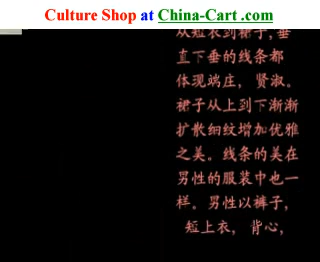 Culture Shop at China-Cart .com
从短衣到裙子,垂
直下垂的线条都
体现端庄, 贤淑。
裙子从上到下渐渐
扩散细纹增加优雅
之美。线条的美在
男性的服装中也一
样。男性以裤子,
短上衣, 背心,